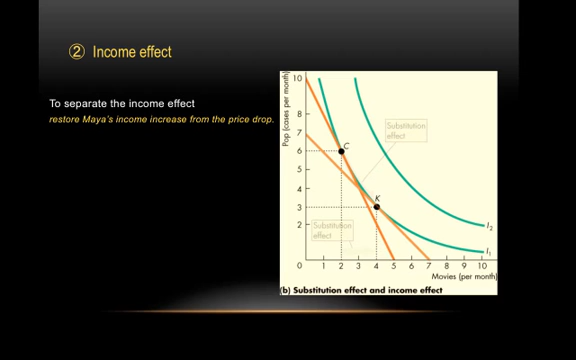 ② Income effect
To separate the income effect
restore Maya's income increase from the price drop.
Pop (cases per month)
10
8
7
6
5
4
3
2
0
1 2 3 4 5 6 7 8 9 10
Movies (per month)
C
K
Substitution
effect
Substitution
effect
I₂
I₁
(b) Substitution effect and income effect